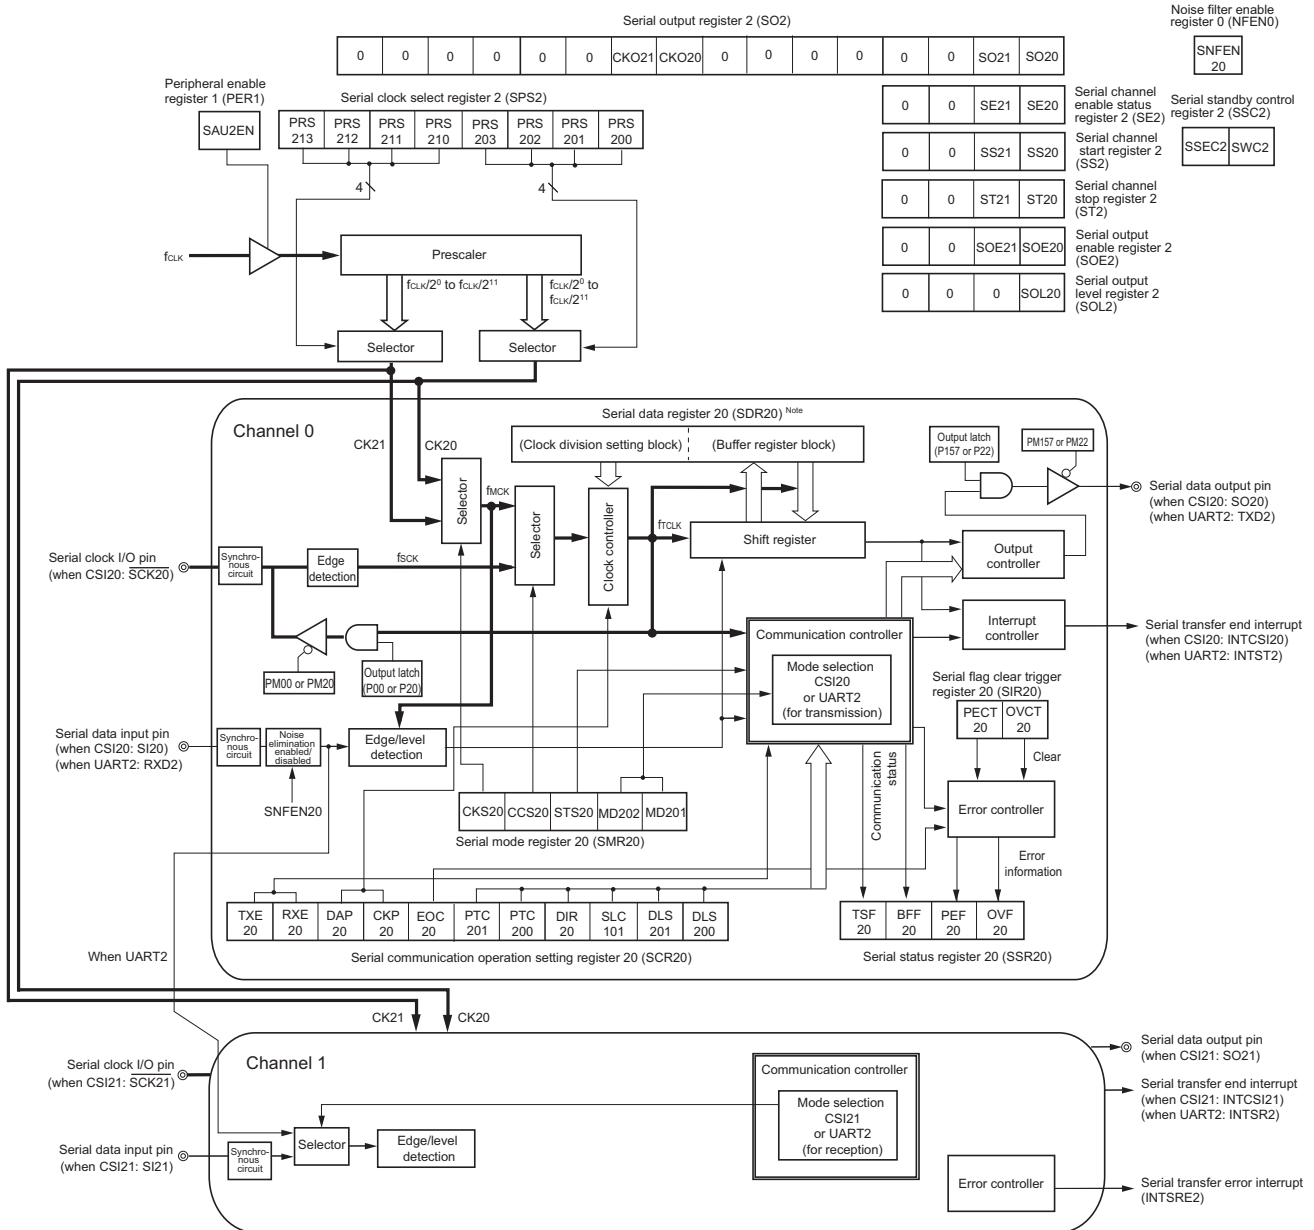 Serial output register 2 (SO2)
0 0 0 0 0 0 CKO21 CKO20 0 0 0 0 0 0 SO21 SO20
Noise filter enable
register 0 (NFEN0)
SNFEN
20
Peripheral enable
register 1 (PER1)
SAU2EN
Serial clock select register 2 (SPS2)
PRS PRS PRS PRS PRS PRS PRS PRS
213 212 211 210 203 202 201 200
4 4
0 0 SE21 SE20
Serial channel
enable status
register 2 (SE2)
Serial standby control
register 2 (SSC2)
SSEC2 SWC2
0 0 SS21 SS20
Serial channel
start register 2
(SS2)
0 0 ST21 ST20
Serial channel
stop register 2
(ST2)
0 0 SOE21 SOE20
Serial output
enable register 2
(SOE2)
0 0 0 SOL20
Serial output
level register 2
(SOL2)
fCLK
Prescaler
fCLK/2⁰ to fCLK/2¹¹
fCLK/2⁰ to
fCLK/2¹¹
Selector
Selector
Channel 0
CK21
CK20
Serial data register 20 (SDR20) Note
(Clock division setting block) (Buffer register block)
Output latch
(P157 or P22)
PM157 or PM22
Serial data output pin
(when CSI20: SO20)
(when UART2: TXD2)
Selector
fMCK
Selector
Clock controller
fTCLK
Shift register
Output
controller
Serial clock I/O pin
(when CSI20: SCK20)
Synchro-
nous
circuit
Edge
detection
fSCK
PM00 or PM20
Output latch
(P00 or P20)
Communication controller
Mode selection
CSI20
or UART2
(for transmission)
Interrupt
controller
Serial transfer end interrupt
(when CSI20: INTCSI20)
(when UART2: INTST2)
Serial flag clear trigger
register 20 (SIR20)
PECT OVCT
20 20
Clear
Serial data input pin
(when CSI20: SI20)
(when UART2: RXD2)
Synchro-
nous
circuit
Noise
elimination
enabled/
disabled
Edge/level
detection
SNFEN20
CKS20 CCS20 STS20 MD202 MD201
Serial mode register 20 (SMR20)
Communication
status
Error controller
Error
information
TXE RXE DAP CKP EOC PTC PTC DIR SLC DLS DLS
20 20 20 20 20 201 200 20 101 201 200
Serial communication operation setting register 20 (SCR20)
TSF BFF PEF OVF
20 20 20 20
Serial status register 20 (SSR20)
When UART2
CK21
CK20
Channel 1
Serial clock I/O pin
(when CSI21: SCK21)
Serial data output pin
(when CSI21: SO21)
Communication controller
Mode selection
CSI21
or UART2
(for reception)
Serial transfer end interrupt
(when CSI21: INTCSI21)
(when UART2: INTSR2)
Serial data input pin
(when CSI21: SI21)
Synchro-
nous
circuit
Selector
Edge/level
detection
Error controller
Serial transfer error interrupt
(INTSRE2)